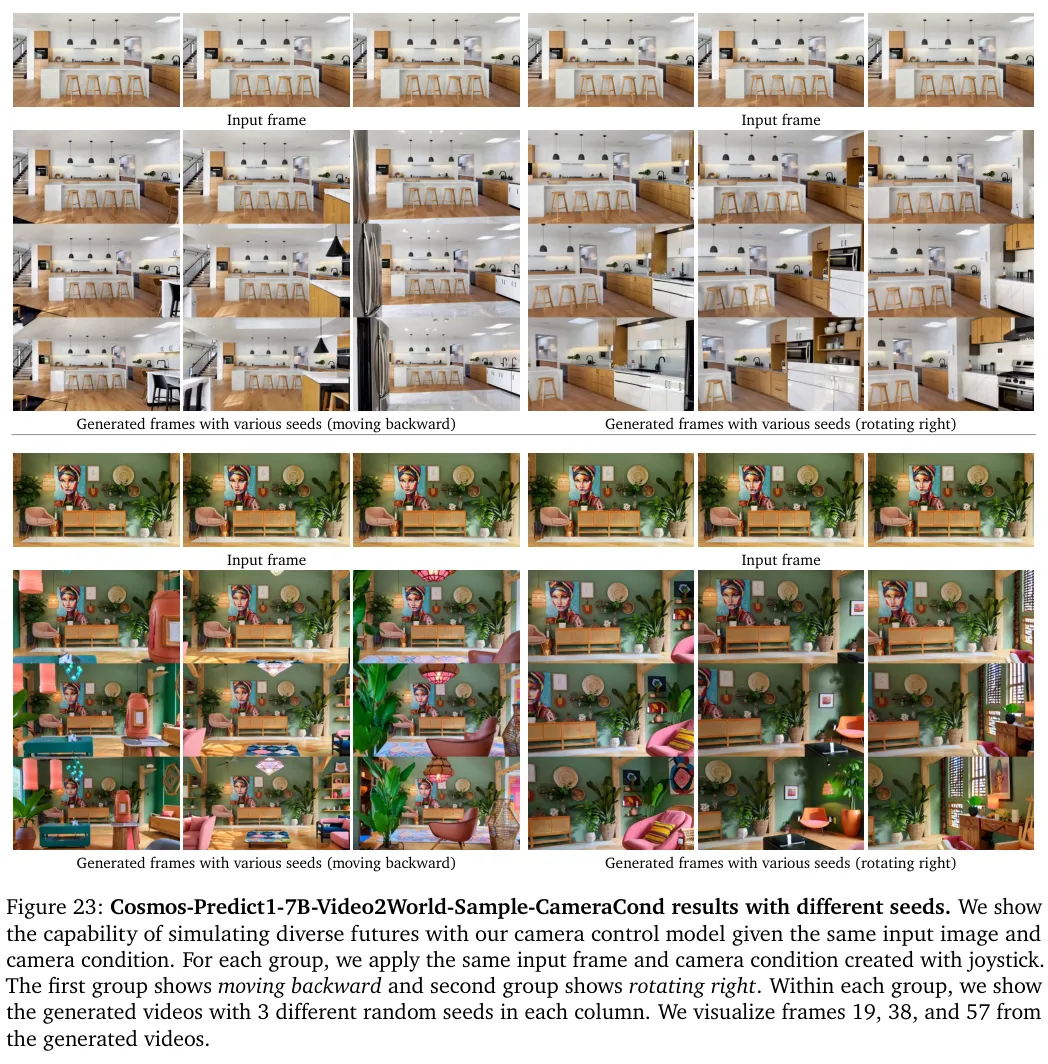 Input frame
Input frame
Generated frames with various seeds (moving backward)
Generated frames with various seeds (rotating right)
Input frame
Input frame
Generated frames with various seeds (moving backward)
Generated frames with various seeds (rotating right)
Figure 23: Cosmos-Predict1-7B-Video2World-Sample-CameraCond results with different seeds. We show
the capability of simulating diverse futures with our camera control model given the same input image and
camera condition. For each group, we apply the same input frame and camera condition created with joystick.
The first group shows moving backward and second group shows rotating right. Within each group, we show
the generated videos with 3 different random seeds in each column. We visualize frames 19, 38, and 57 from
the generated videos.